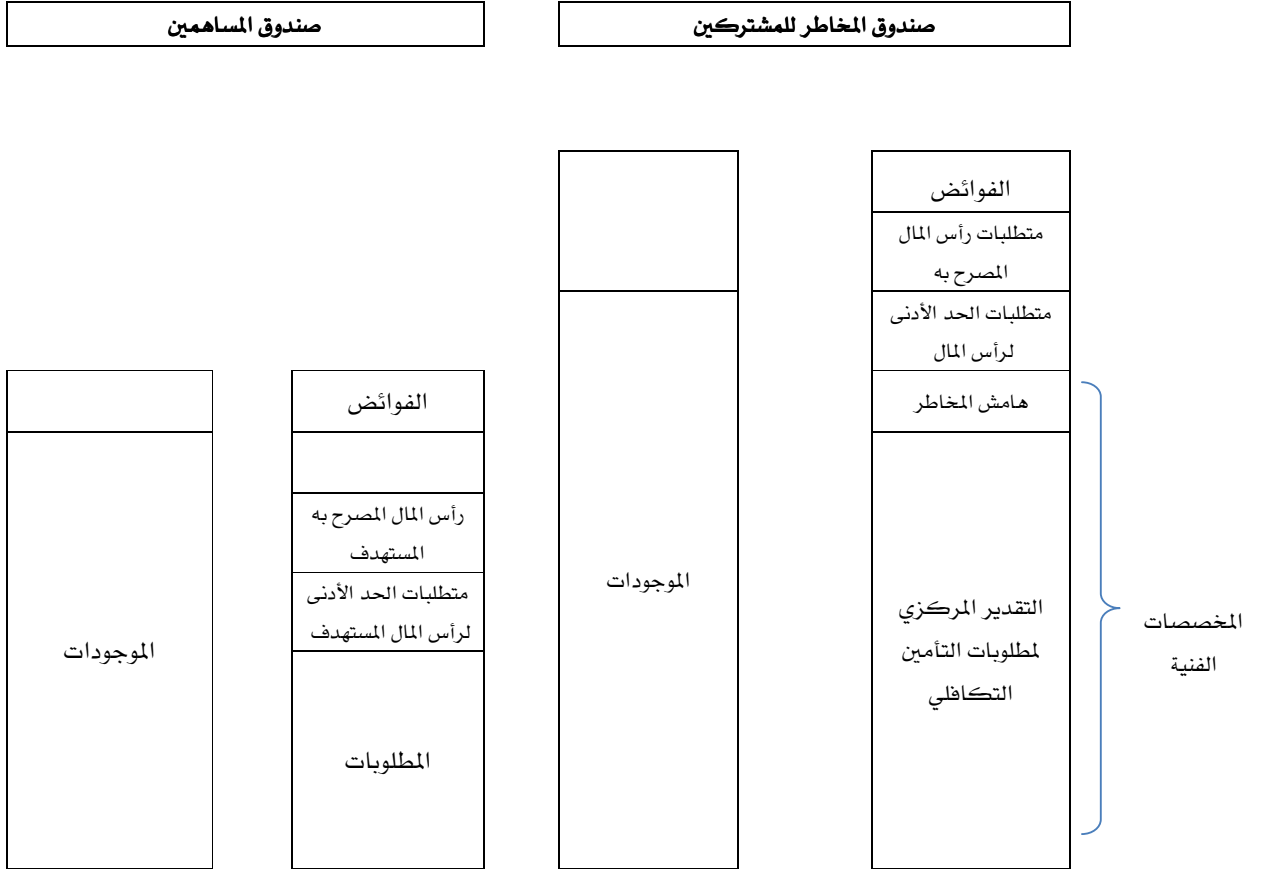 صندوق المخاطر للمشتركين
صندوق المساهمين
الفوائض
متطلبات رأس المال
المصرح به
متطلبات الحد الأدنى
لرأس المال
هامش المخاطر
التقدير المركزي
لمطلوبات التأمين
التكافلي
المخصصات
الفنية
الموجودات
الفوائض
رأس المال المصرح به
المستهدف
متطلبات الحد الأدنى
لرأس المال المستهدف
المطلوبات
الموجودات